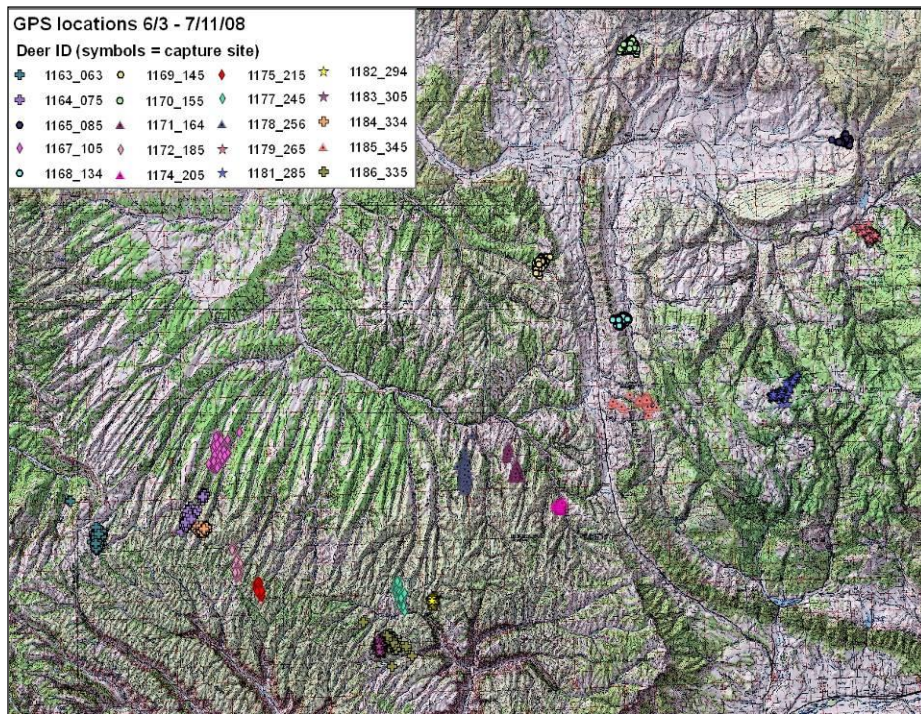 GPS locations 6/3 - 7/11/08
Deer ID (symbols = capture site)
1163_063 1169_145 1175_215 1182_294
1164_075 1170_155 1177_245 1183_305
1165_085 1171_164 1178_256 1184_334
1167_105 1172_185 1179_265 1185_345
1168_134 1174_205 1181_285 1186_335